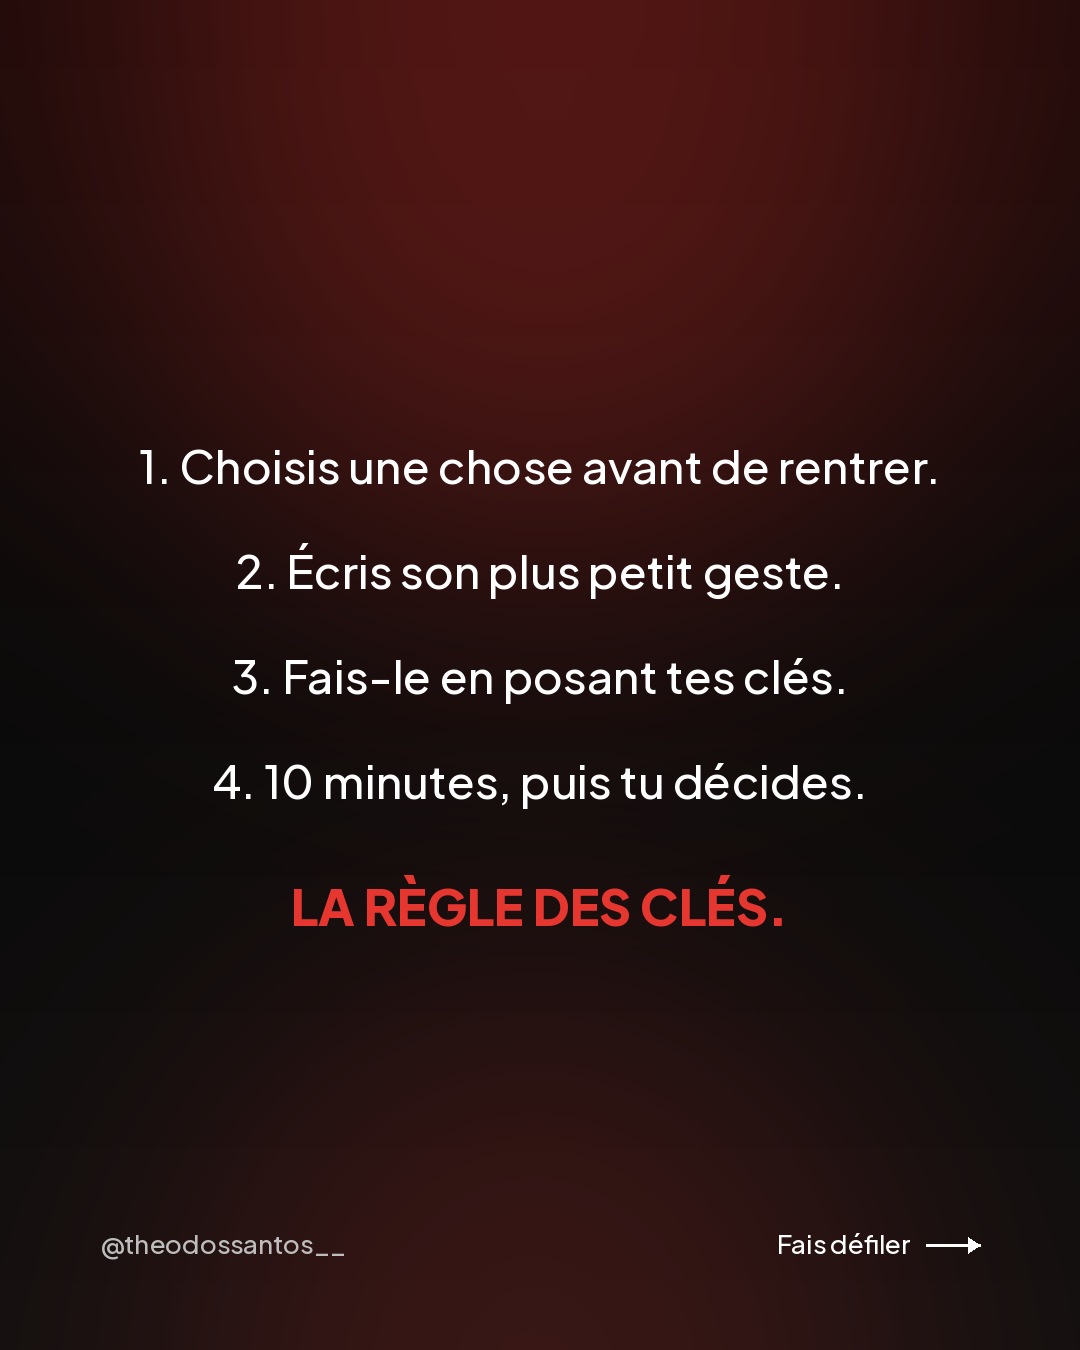 1. Choisis une chose avant de rentrer.
2. Écris son plus petit geste.
3. Fais-le en posant tes clés.
4. 10 minutes, puis tu décides.
LA RÈGLE DES CLÉS.
@theodossantos__
Fais défiler